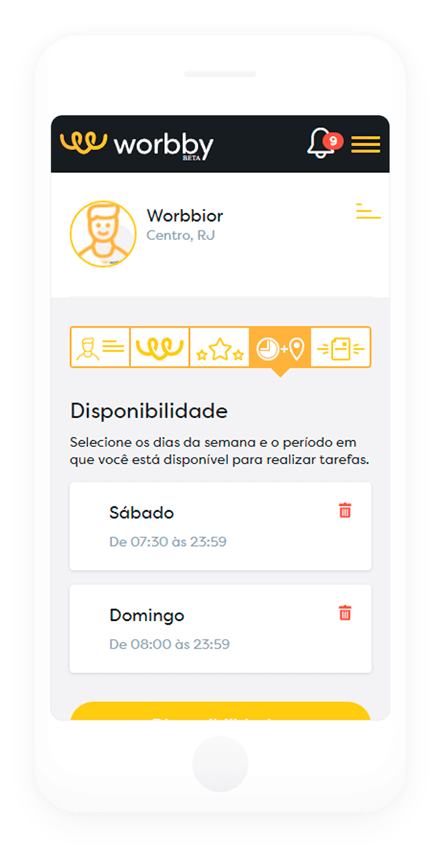 worbby
BETA
9
Worbbior
Centro, RJ
Disponibilidade
Selecione os dias da semana e o período em
que você está disponível para realizar tarefas.
Sábado
De 07:30 às 23:59
Domingo
De 08:00 às 23:59